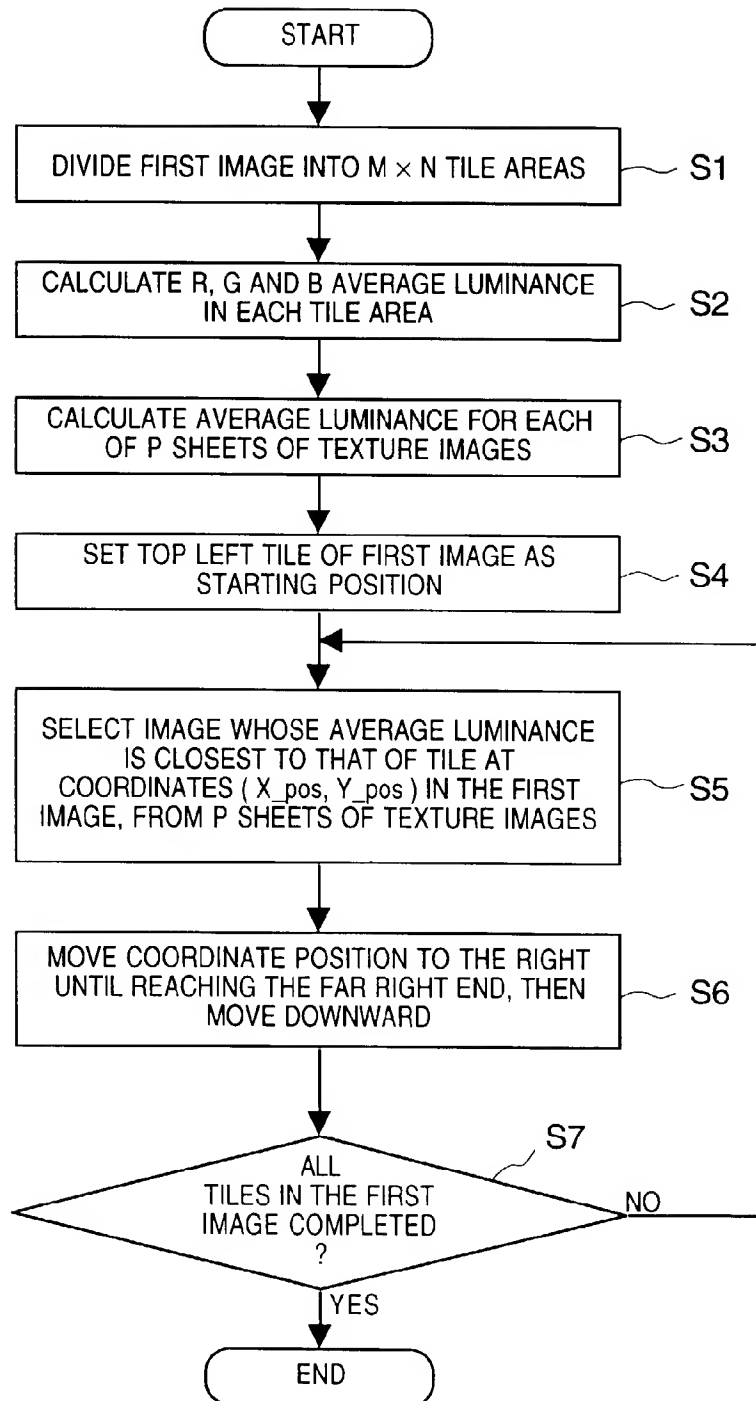 START
DIVIDE FIRST IMAGE INTO M × N TILE AREAS
S1
CALCULATE R, G AND B AVERAGE LUMINANCE
IN EACH TILE AREA
S2
CALCULATE AVERAGE LUMINANCE FOR EACH
OF P SHEETS OF TEXTURE IMAGES
S3
SET TOP LEFT TILE OF FIRST IMAGE AS
STARTING POSITION
S4
SELECT IMAGE WHOSE AVERAGE LUMINANCE
IS CLOSEST TO THAT OF TILE AT
COORDINATES ( X_pos, Y_pos ) IN THE FIRST
IMAGE, FROM P SHEETS OF TEXTURE IMAGES
S5
MOVE COORDINATE POSITION TO THE RIGHT
UNTIL REACHING THE FAR RIGHT END, THEN
MOVE DOWNWARD
S6
S7
ALL
TILES IN THE FIRST
IMAGE COMPLETED
?
NO
YES
END